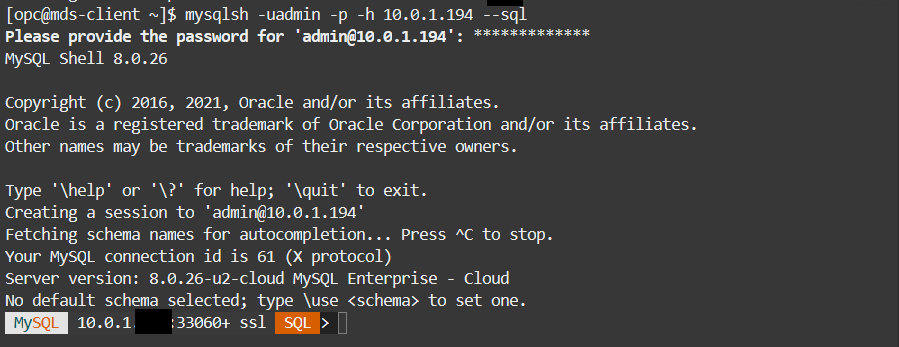 [opc@mds-client ~]$ mysqlsh -uadmin -p -h 10.0.1.194 --sql
Please provide the password for 'admin@10.0.1.194': *************
MySQL Shell 8.0.26
Copyright (c) 2016, 2021, Oracle and/or its affiliates.
Oracle is a registered trademark of Oracle Corporation and/or its affiliates.
Other names may be trademarks of their respective owners.
Type '\help' or '\?' for help; '\quit' to exit.
Creating a session to 'admin@10.0.1.194'
Fetching schema names for autocompletion... Press ^C to stop.
Your MySQL connection id is 61 (X protocol)
Server version: 8.0.26-u2-cloud MySQL Enterprise - Cloud
No default schema selected; type \use <schema> to set one.
MySQL 10.0.1. :33060+ ssl SQL >